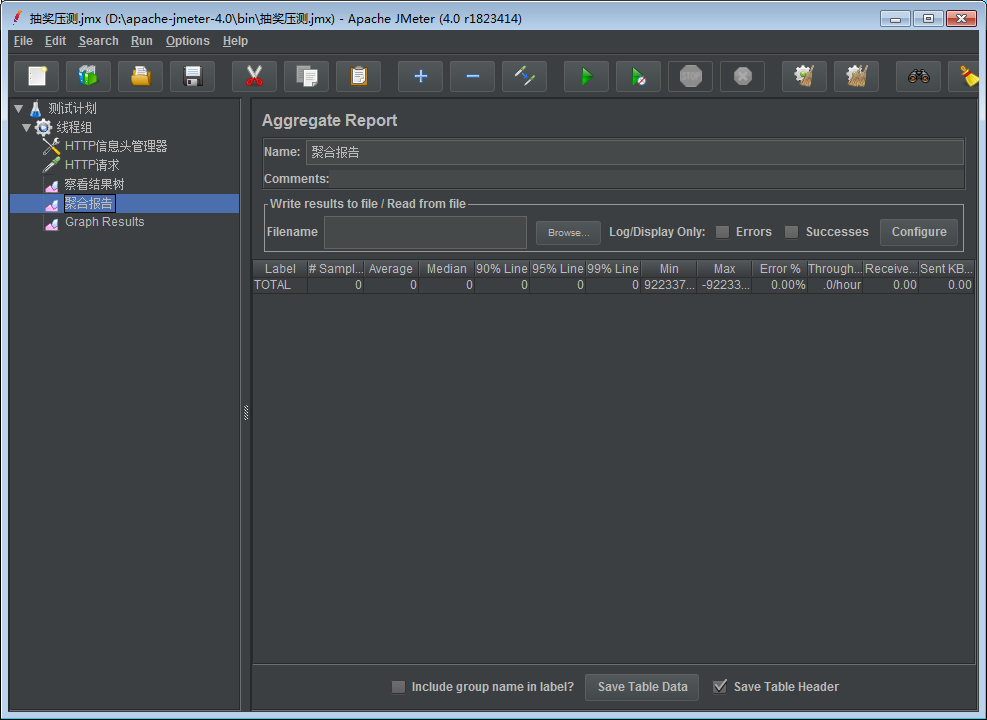 抽奖压测.jmx (D:\apache-jmeter-4.0\bin\抽奖压测.jmx) - Apache JMeter (4.0 r1823414)
File Edit Search Run Options Help
STOP
测试计划
线程组
HTTP信息头管理器
HTTP请求
察看结果树
聚合报告
Graph Results
Aggregate Report
Name: 聚合报告
Comments:
Write results to file / Read from file
Filename Browse... Log/Display Only: Errors Successes Configure
Label # Sampl... Average Median 90% Line 95% Line 99% Line Min Max Error % Through... Receive... Sent KB...
TOTAL 0 0 0 0 0 0 922337... -92233... 0.00% .0/hour 0.00 0.00
Include group name in label? Save Table Data Save Table Header